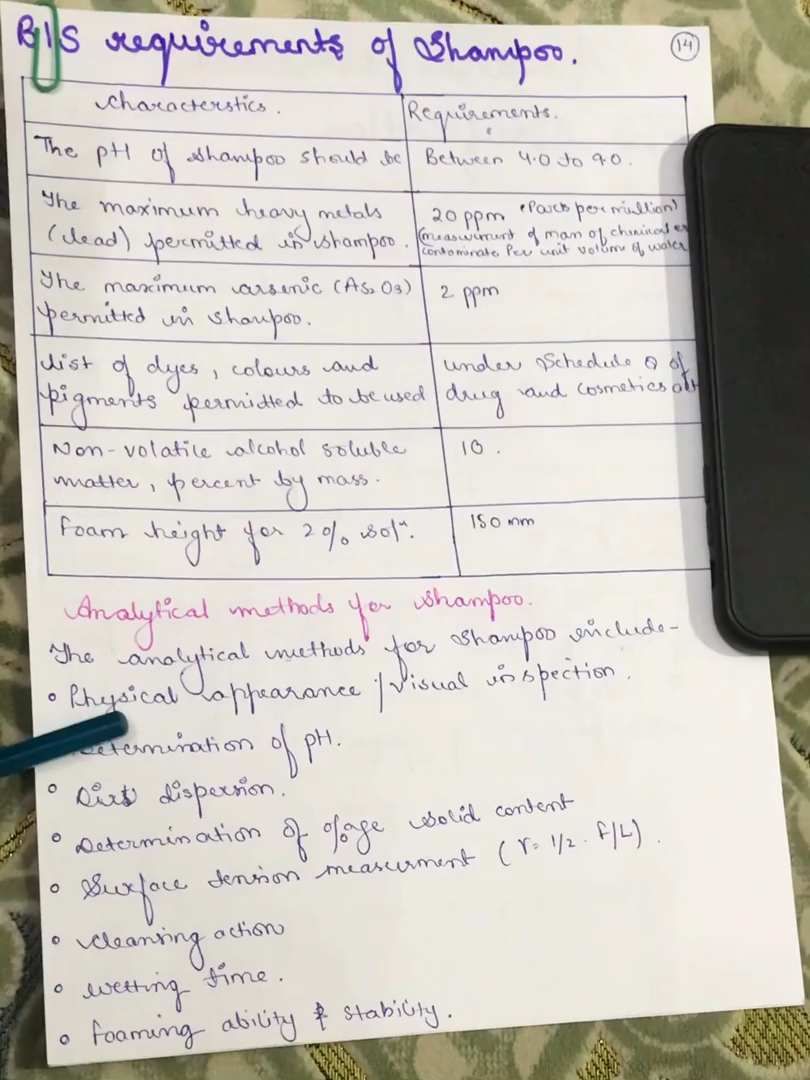 BIS requirements of Shampoo.
14
Characterstics.
Requirements.
The pH of shampoo should be
Between 4.0 to 9.0.
The maximum heavy metals
(lead) permitted in shampoo.
20 ppm (Parts per million)
(measurment of man of chemical or
contaminate Per unit volume of water
The maximum arsenic (As2O3)
permitted in shampoo.
2 ppm
List of dyes, colours and
pigments permitted to be used
under Schedule Q of
drug and cosmetics act
Non-volatile alcohol soluble
matter, percent by mass.
10.
Foam height for 2% solⁿ.
150 mm
Analytical methods for shampoo.
The analytical methods for shampoo include-
• Physical appearance / visual inspection.
Determination of pH.
• Dirt dispersion.
• Determination of %age solid content
• Surface tension measurment (r= 1/2. F/L).
• cleansing action
• wetting time.
• foaming ability & stability.